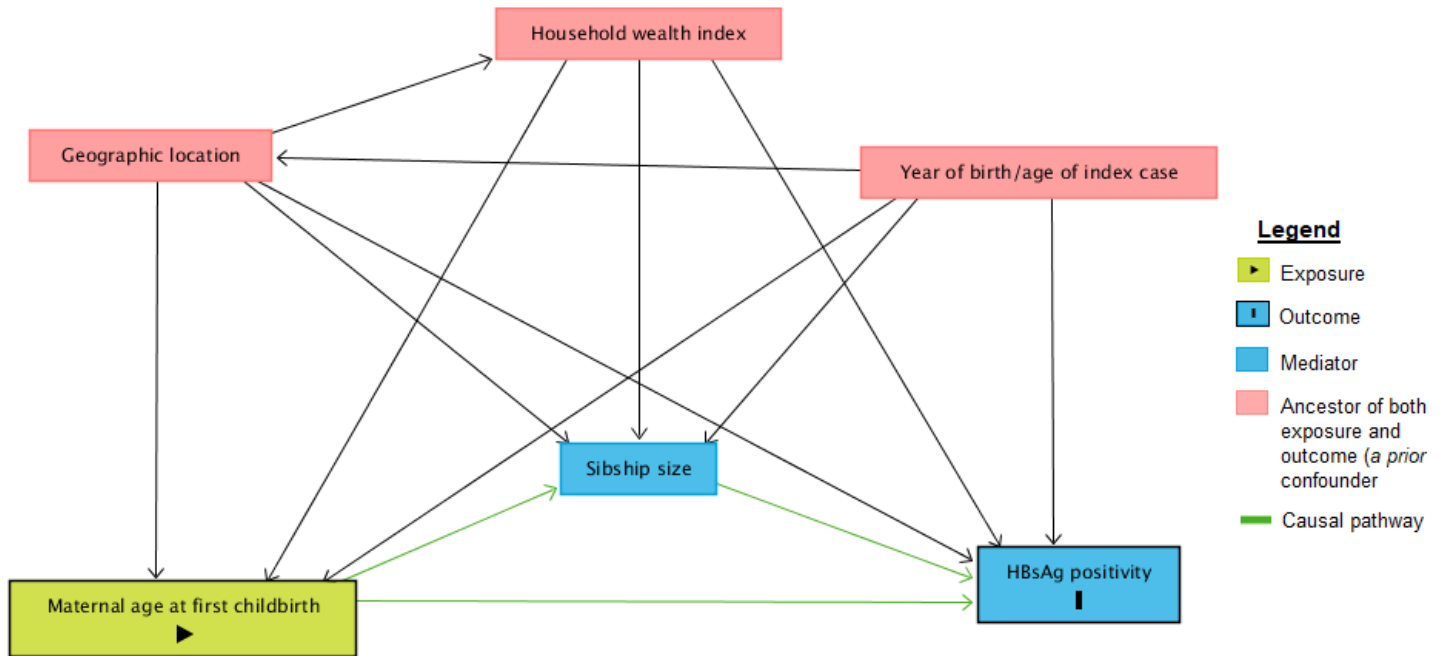 Household wealth index
Geographic location
Year of birth/age of index case
Sibship size
Maternal age at first childbirth
HBsAg positivity
Legend
Exposure
Outcome
Mediator
Ancestor of both
exposure and
outcome (a prior
confounder
Causal pathway